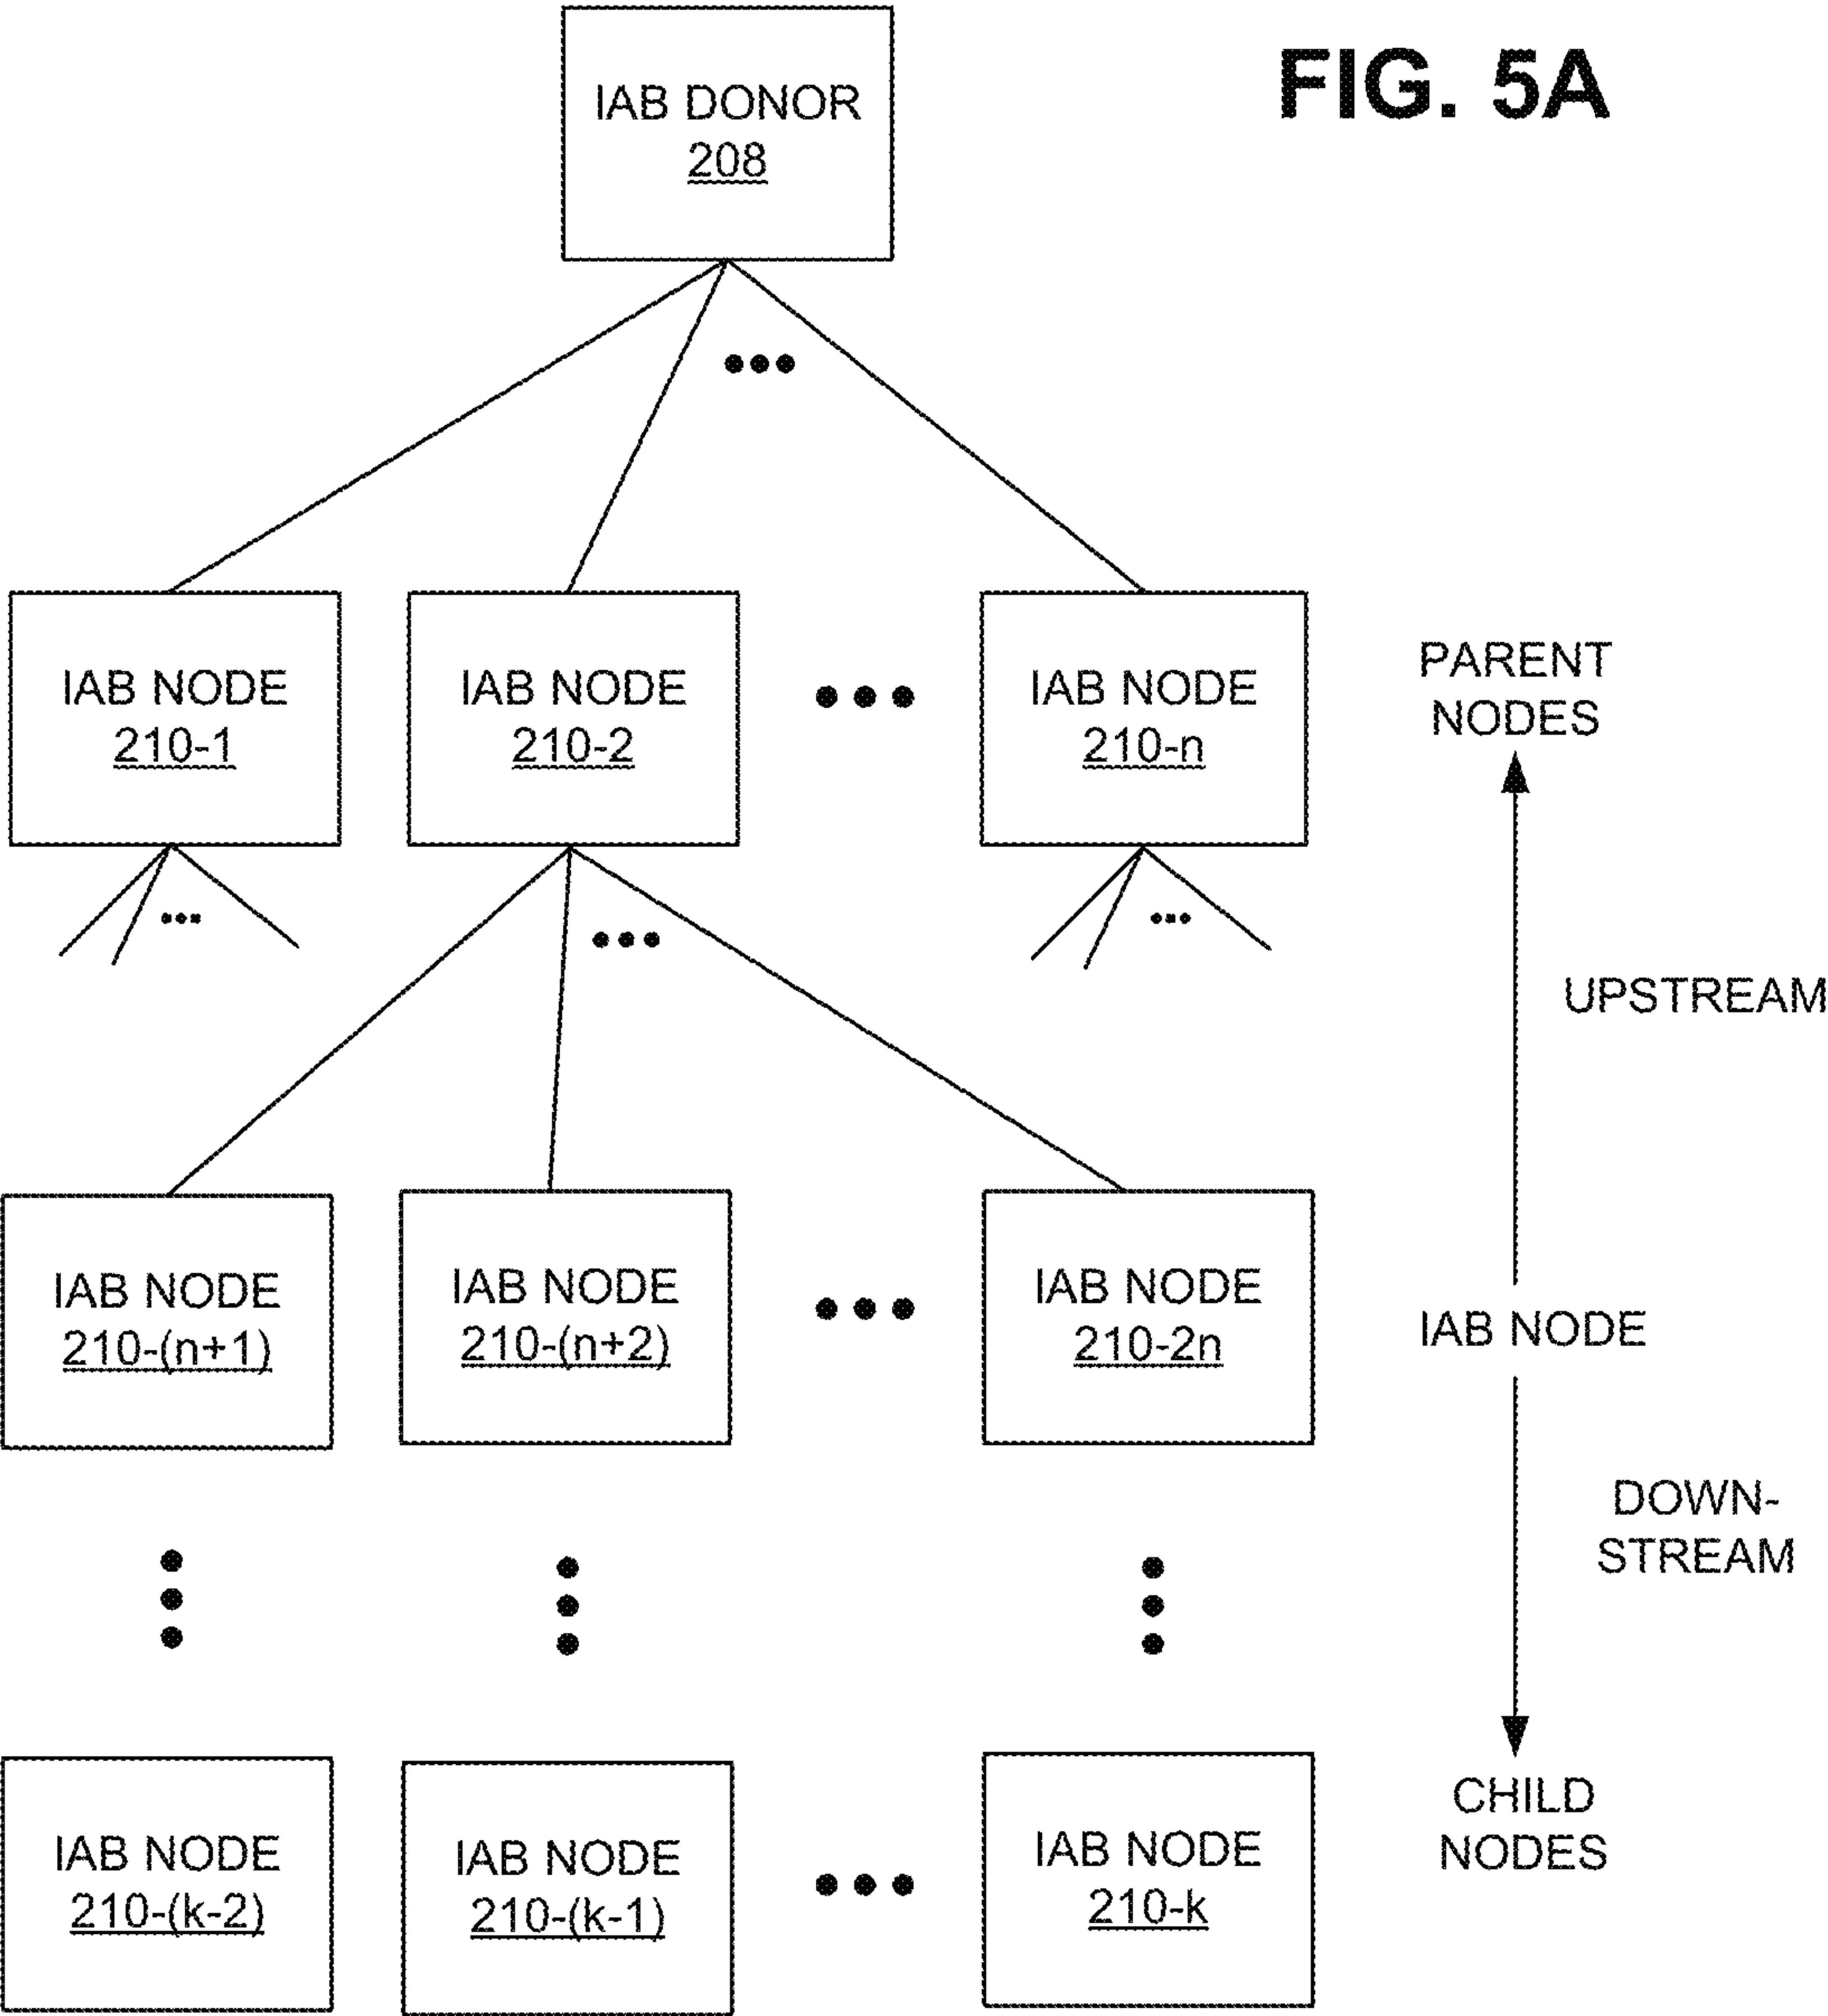 FIG. 5A
IAB DONOR
208
IAB NODE
210-1
IAB NODE
210-2
IAB NODE
210-n
PARENT
NODES
UPSTREAM
IAB NODE
210-(n+1)
IAB NODE
210-(n+2)
IAB NODE
210-2n
IAB NODE
DOWN-
STREAM
IAB NODE
210-(k-2)
IAB NODE
210-(k-1)
IAB NODE
210-k
CHILD
NODES